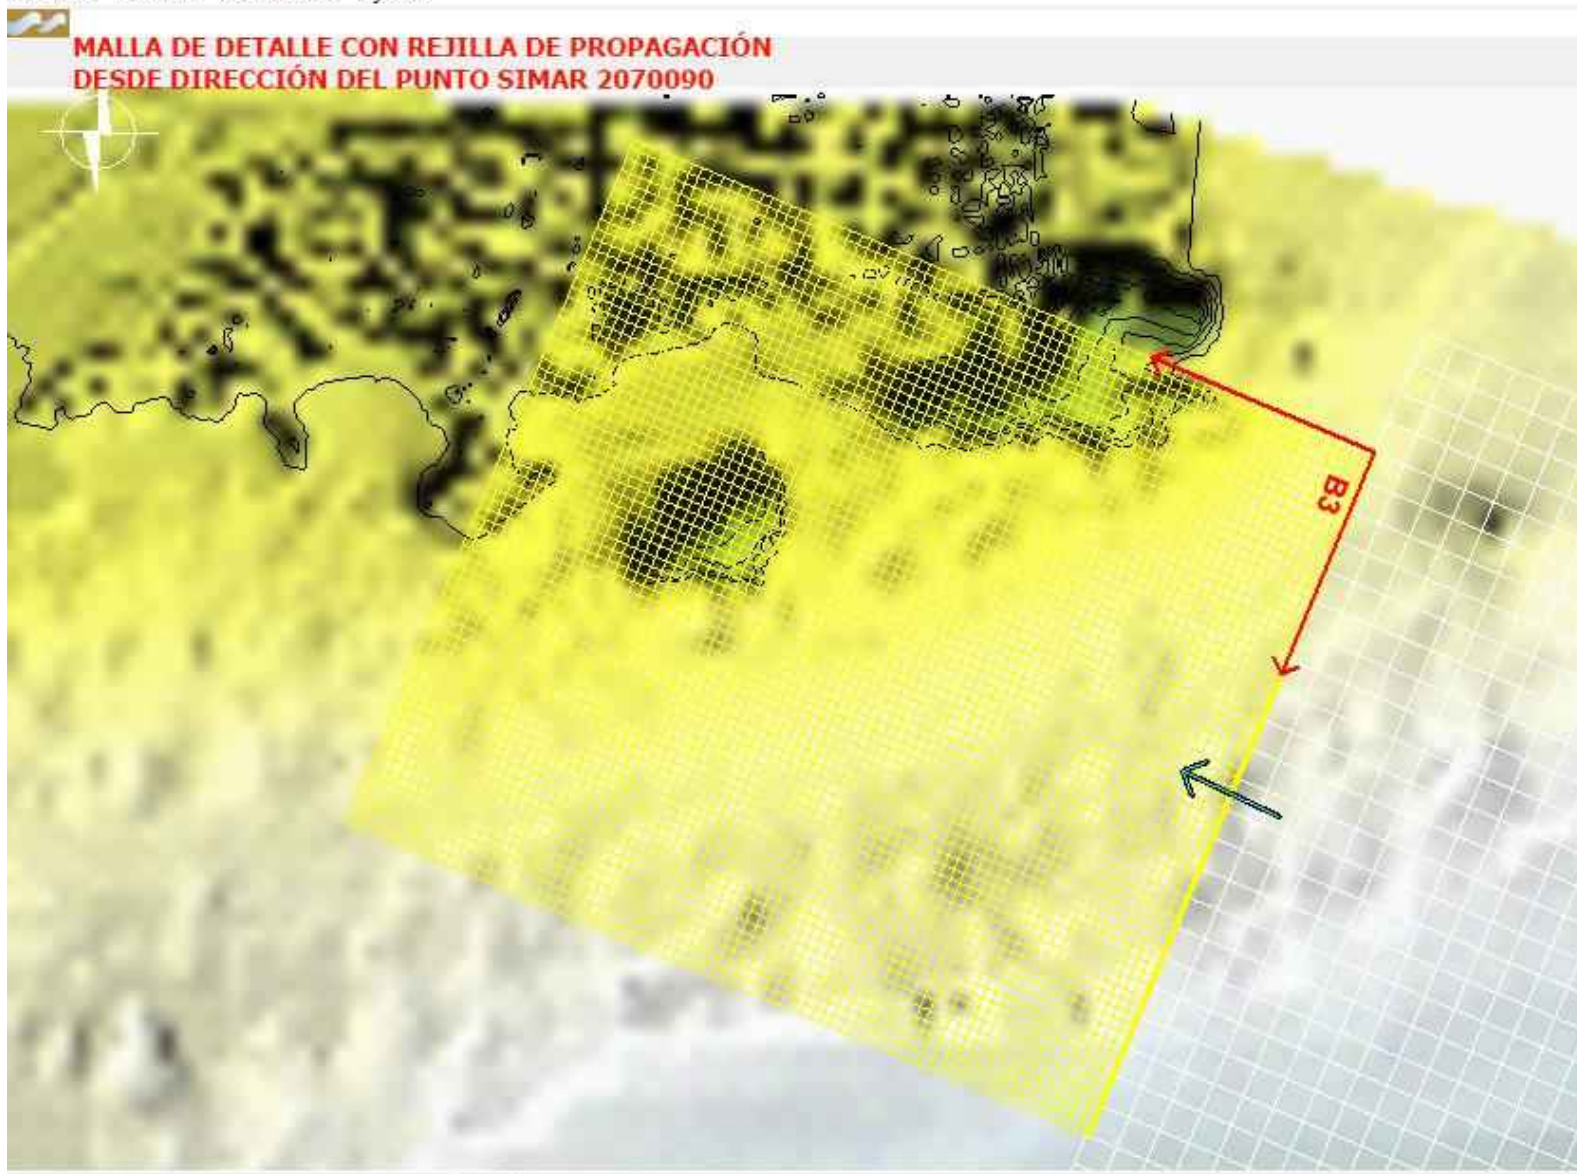 MALLA DE DETALLE CON REJILLA DE PROPAGACIÓN
DESDE DIRECCIÓN DEL PUNTO SIMAR 2070090
B3